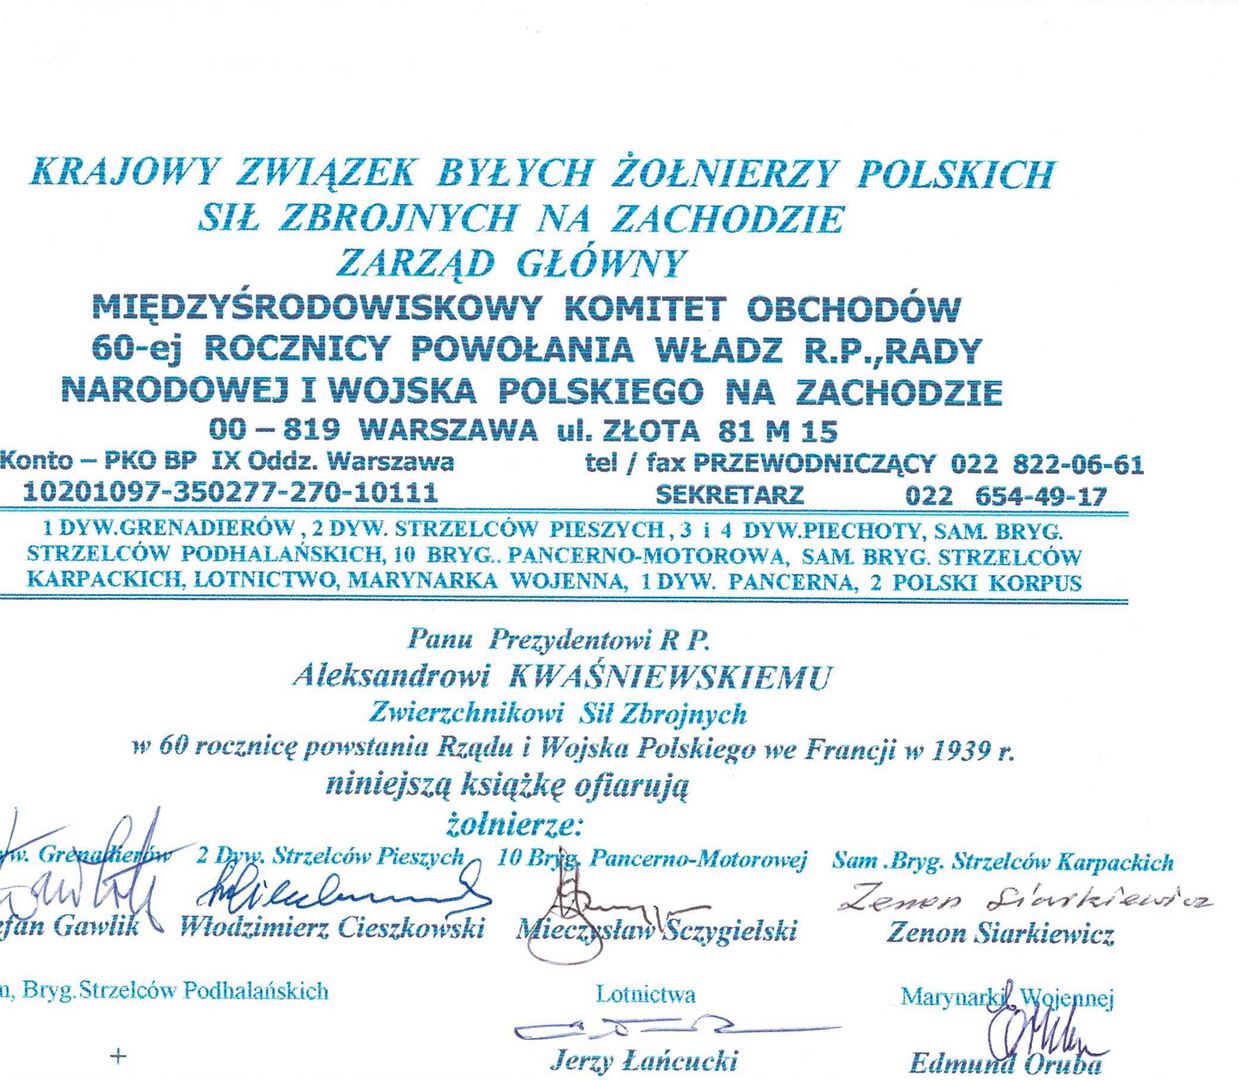 KRAJOWY ZWIĄZEK BYŁYCH ŻOŁNIERZY POLSKICH
SIŁ ZBROJNYCH NA ZACHODZIE
ZARZĄD GŁÓWNY
MIĘDZYŚRODOWISKOWY KOMITET OBCHODÓW
60-ej ROCZNICY POWOŁANIA WŁADZ R.P.,RADY
NARODOWEJ I WOJSKA POLSKIEGO NA ZACHODZIE
00 – 819 WARSZAWA ul. ZŁOTA 81 M 15
Konto – PKO BP IX Oddz. Warszawa tel / fax PRZEWODNICZĄCY 022 822-06-61
10201097-350277-270-10111 SEKRETARZ 022 654-49-17
1 DYW.GRENADIERÓW , 2 DYW. STRZELCÓW PIESZYCH , 3 i 4 DYW.PIECHOTY, SAM. BRYG.
STRZELCÓW PODHALAŃSKICH, 10 BRYG.. PANCERNO-MOTOROWA, SAM. BRYG. STRZELCÓW
KARPACKICH, LOTNICTWO, MARYNARKA WOJENNA, 1 DYW. PANCERNA, 2 POLSKI KORPUS
Panu Prezydentowi R P.
Aleksandrowi KWAŚNIEWSKIEMU
Zwierzchnikowi Sił Zbrojnych
w 60 rocznicę powstania Rządu i Wojska Polskiego we Francji w 1939 r.
niniejszą książkę ofiarują
żołnierze:
yw. Grenadierów 2 Dyw. Strzelców Pieszych 10 Bryg. Pancerno-Motorowej Sam .Bryg. Strzelców Karpackich
Zenon Siarkiewicz
efan Gawlik Włodzimierz Cieszkowski Mieczysław Sczygielski Zenon Siarkiewicz
m, Bryg.Strzelców Podhalańskich Lotnictwa Marynarki Wojennej
+ Jerzy Łańcucki Edmund Oruba